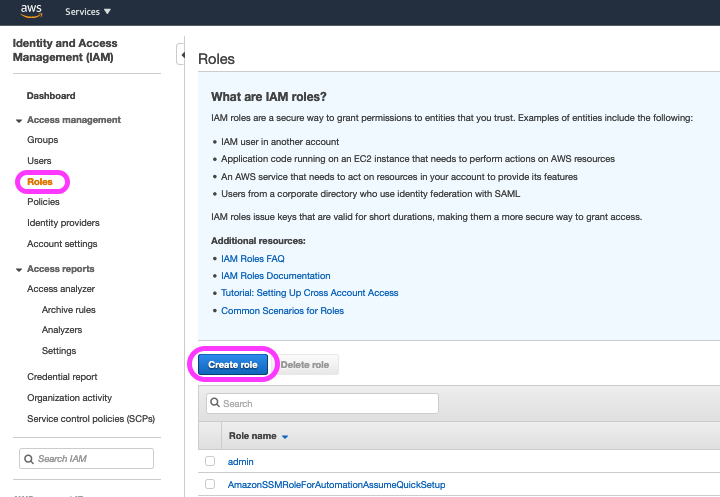 aws Services
Identity and Access
Management (IAM)
Dashboard
Access management
Groups
Users
Roles
Policies
Identity providers
Account settings
Access reports
Access analyzer
Archive rules
Analyzers
Settings
Credential report
Organization activity
Service control policies (SCPs)
Search IAM
Roles
What are IAM roles?
IAM roles are a secure way to grant permissions to entities that you trust. Examples of entities include the following:
IAM user in another account
Application code running on an EC2 instance that needs to perform actions on AWS resources
An AWS service that needs to act on resources in your account to provide its features
Users from a corporate directory who use identity federation with SAML
IAM roles issue keys that are valid for short durations, making them a more secure way to grant access.
Additional resources:
IAM Roles FAQ
IAM Roles Documentation
Tutorial: Setting Up Cross Account Access
Common Scenarios for Roles
Create role Delete role
Search
Role name
admin
AmazonSSMRoleForAutomationAssumeQuickSetup